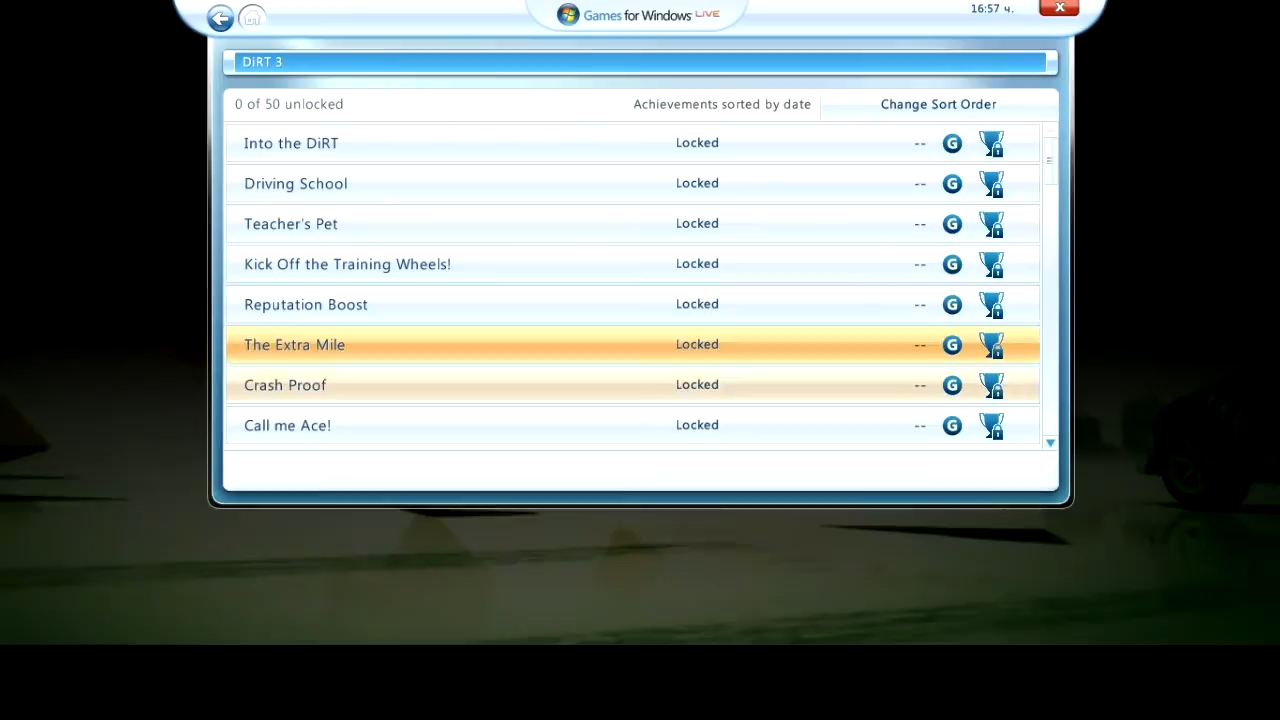 Games for Windows LIVE
16:57 ч.
DiRT 3
0 of 50 unlocked
Achievements sorted by date
Change Sort Order
Into the DiRT Locked -- G
Driving School Locked -- G
Teacher's Pet Locked -- G
Kick Off the Training Wheels! Locked -- G
Reputation Boost Locked -- G
The Extra Mile Locked -- G
Crash Proof Locked -- G
Call me Ace! Locked -- G